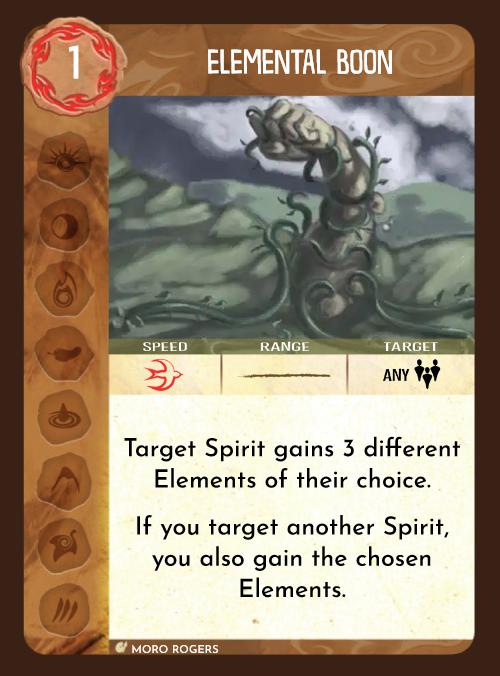 1
ELEMENTAL BOON
SPEED RANGE TARGET
ANY
Target Spirit gains 3 different
Elements of their choice.
If you target another Spirit,
you also gain the chosen
Elements.
MORO ROGERS